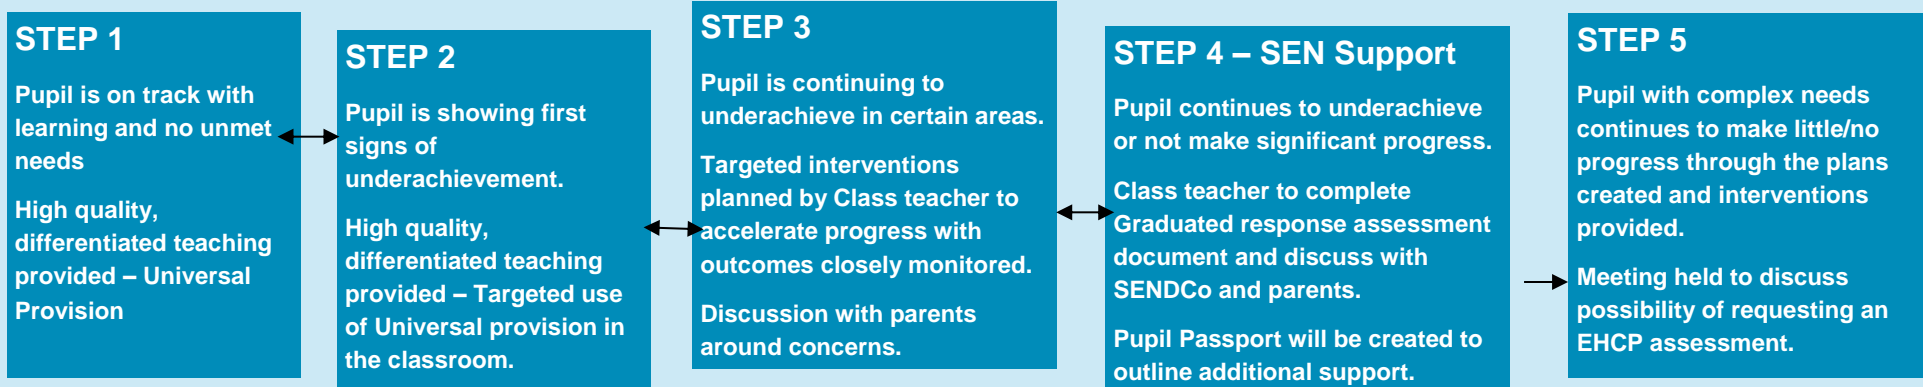 STEP 1
Pupil is on track with
learning and no unmet
needs
High quality,
differentiated teaching
provided – Universal
Provision
STEP 2
Pupil is showing first
signs of
underachievement.
High quality,
differentiated teaching
provided – Targeted use
of Universal provision in
the classroom.
STEP 3
Pupil is continuing to
underachieve in certain areas.
Targeted interventions
planned by Class teacher to
accelerate progress with
outcomes closely monitored.
Discussion with parents
around concerns.
STEP 4 – SEN Support
Pupil continues to underachieve
or not make significant progress.
Class teacher to complete
Graduated response assessment
document and discuss with
SENDCo and parents.
Pupil Passport will be created to
outline additional support.
STEP 5
Pupil with complex needs
continues to make little/no
progress through the plans
created and interventions
provided.
Meeting held to discuss
possibility of requesting an
EHCP assessment.